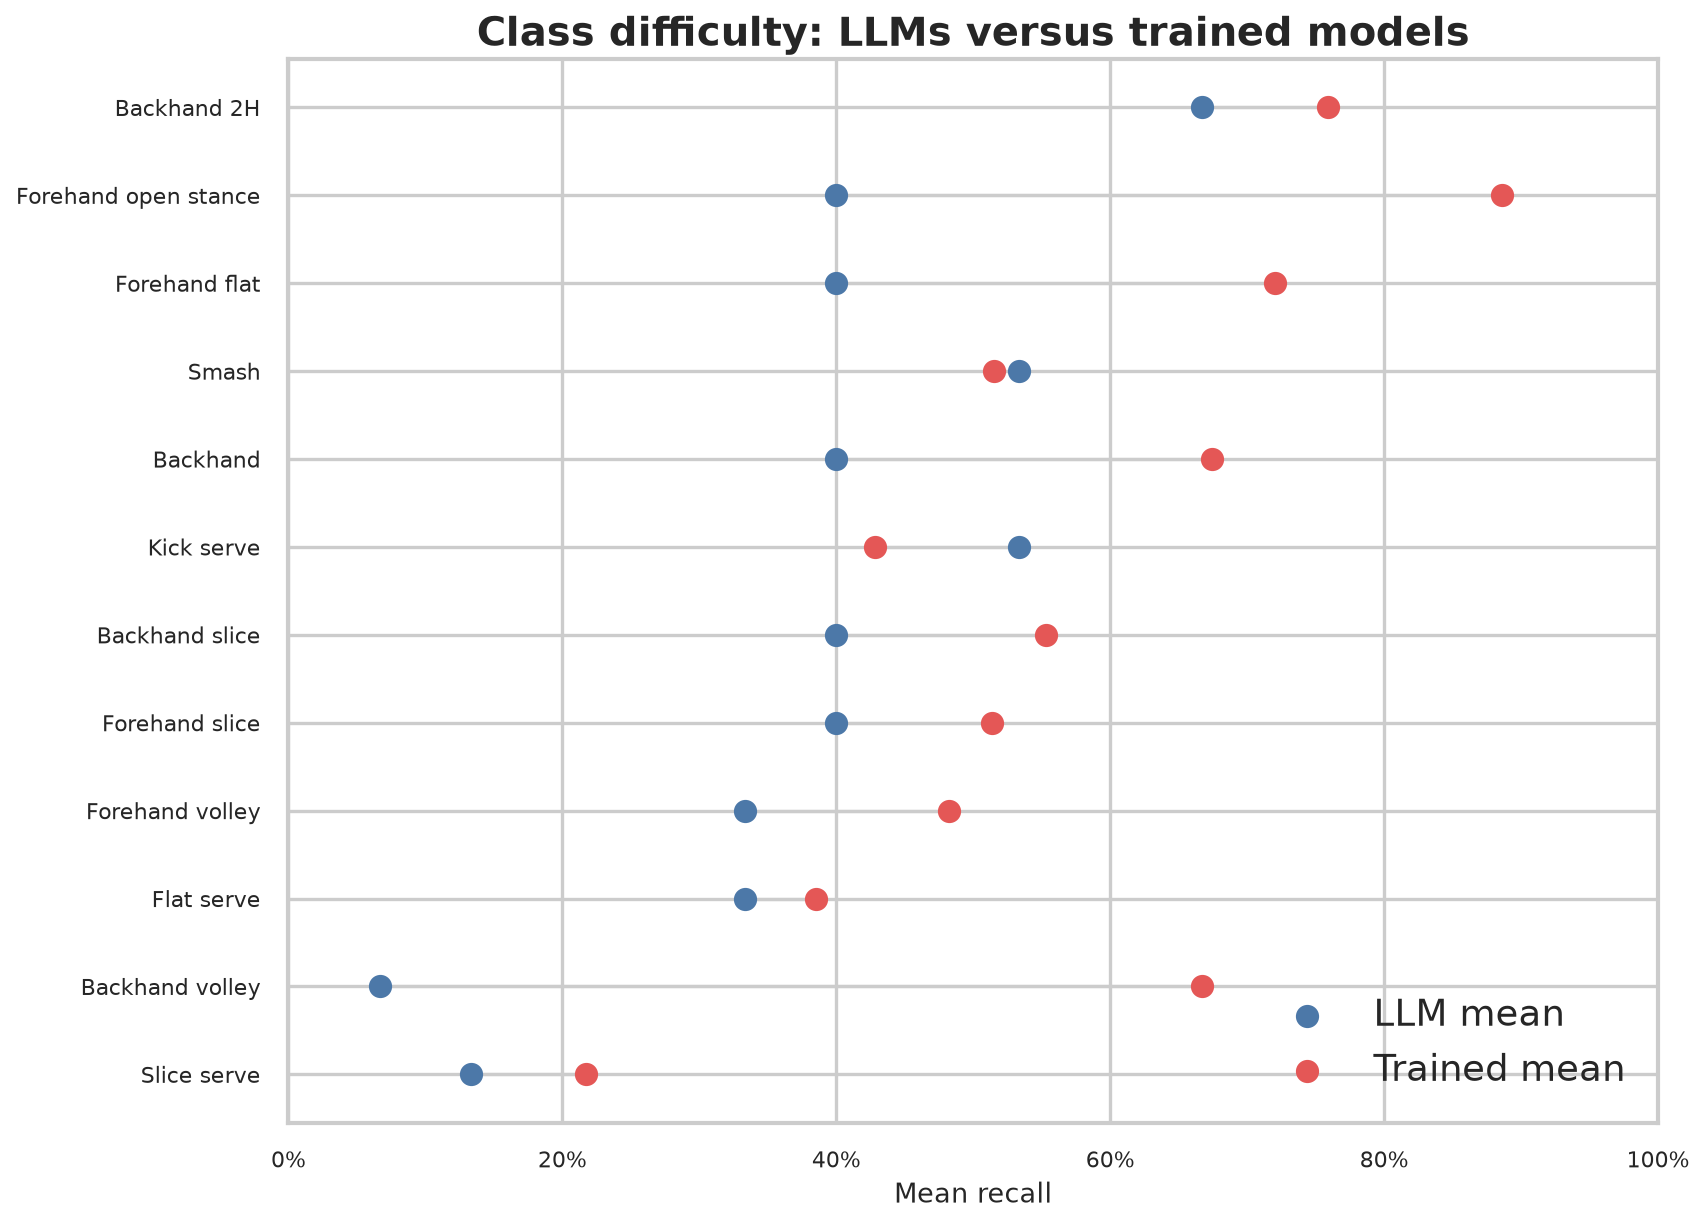 Class difficulty: LLMs versus trained models
Backhand 2H
Forehand open stance
Forehand flat
Smash
Backhand
Kick serve
Backhand slice
Forehand slice
Forehand volley
Flat serve
Backhand volley
Slice serve
LLM mean
Trained mean
0% 20% 40% 60% 80% 100%
Mean recall